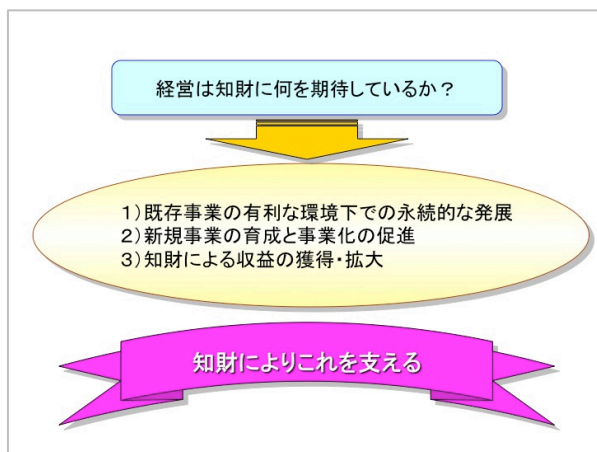 経営は知財に何を期待しているか？
1）既存事業の有利な環境下での永続的な発展
2）新規事業の育成と事業化の促進
3）知財による収益の獲得・拡大
知財によりこれを支える